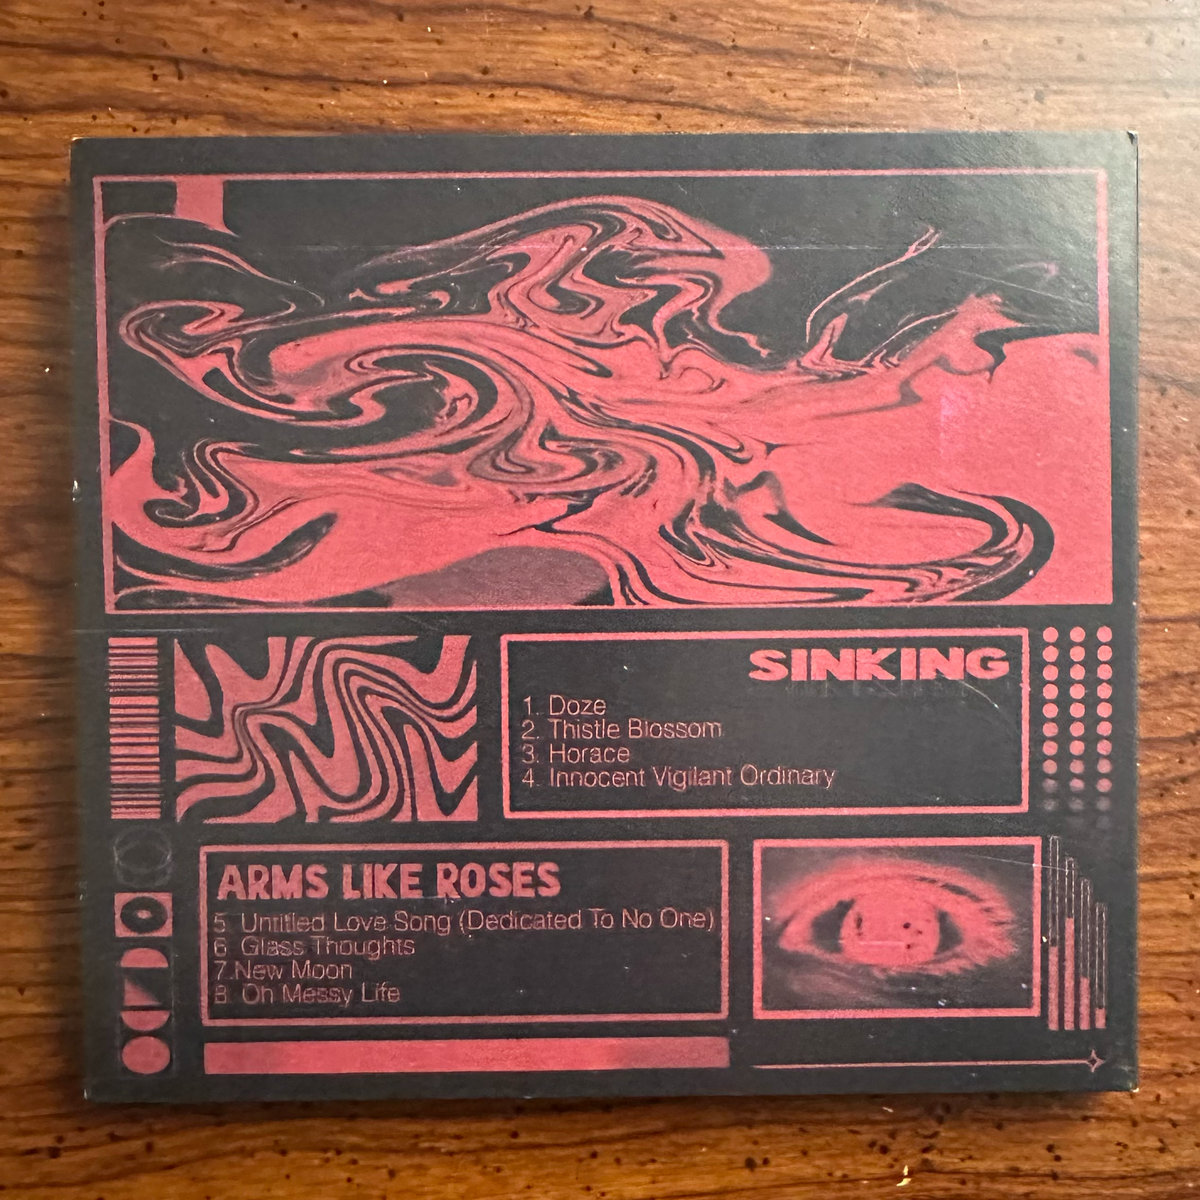 SINKING
1. Doze
2. Thistle Blossom
3. Horace
4. Innocent Vigilant Ordinary
ARMS LIKE ROSES
5. Untitled Love Song (Dedicated To No One)
6. Glass Thoughts
7.New Moon
8. Oh Messy Life